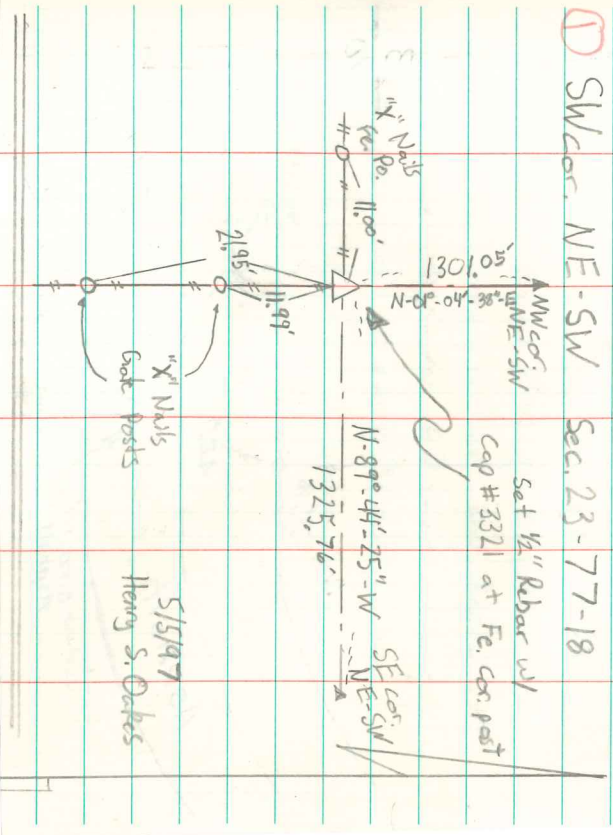 ① SW cor. NE-SW Sec. 23-77-18
Set 1/2" Rebar w/
Cap #3321 at Fe. Cor. post
NW cor.
NE-SW
1301.05'
N-01°-04'-38"-E
"X" Nails
Fe. Po.
11.00'
N-89°-44'-25"-W
1325.76'
SE cor.
NE-SW
21.95'
11.99'
"X" Nails
Gate Posts
5/5/97
Henry S. Oakes